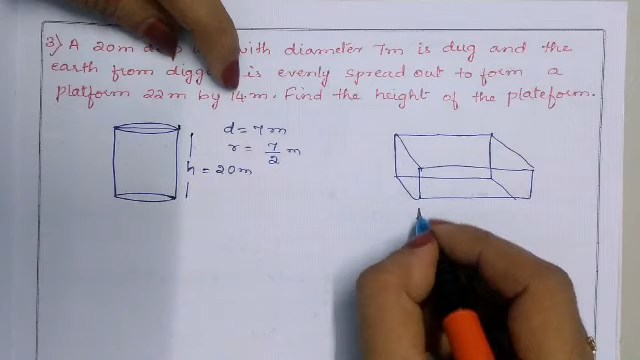 3) A 20m with diameter 7m is dug and the
earth from is evenly spread out to form a
platform 22m by 14m. Find the height of the plateform.
d = 7m
r = 7/2 m
h = 20m